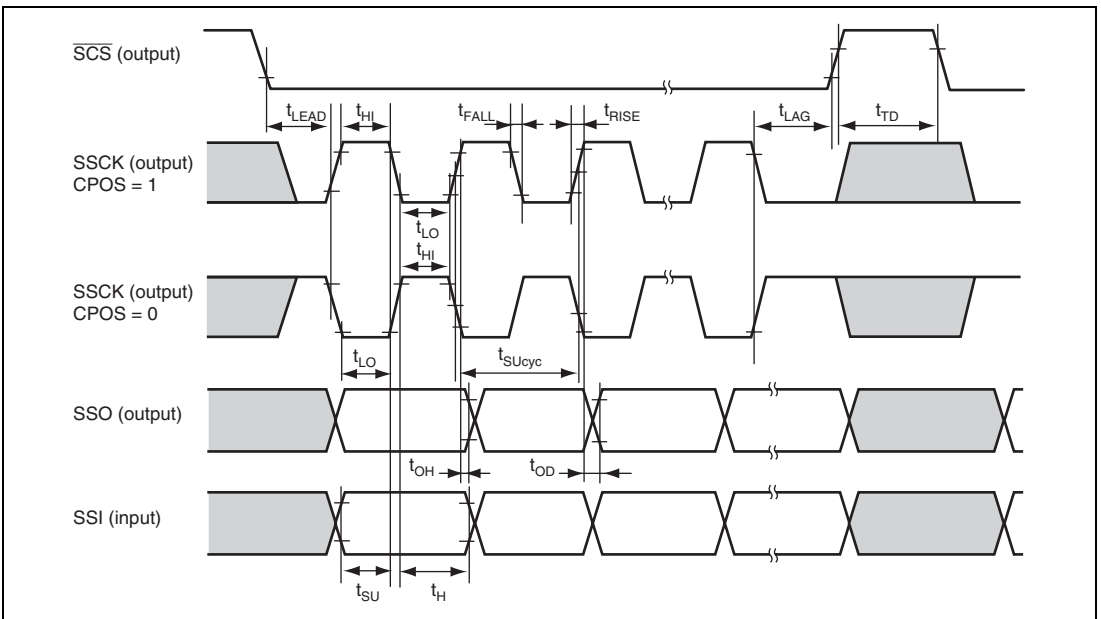 SCS (output)
tLEAD tHI tFALL tRISE tLAG tTD
SSCK (output)
CPOS = 1
tLO
tHI
SSCK (output)
CPOS = 0
tLO tSUcyc
SSO (output)
tOH tOD
SSI (input)
tSU tH